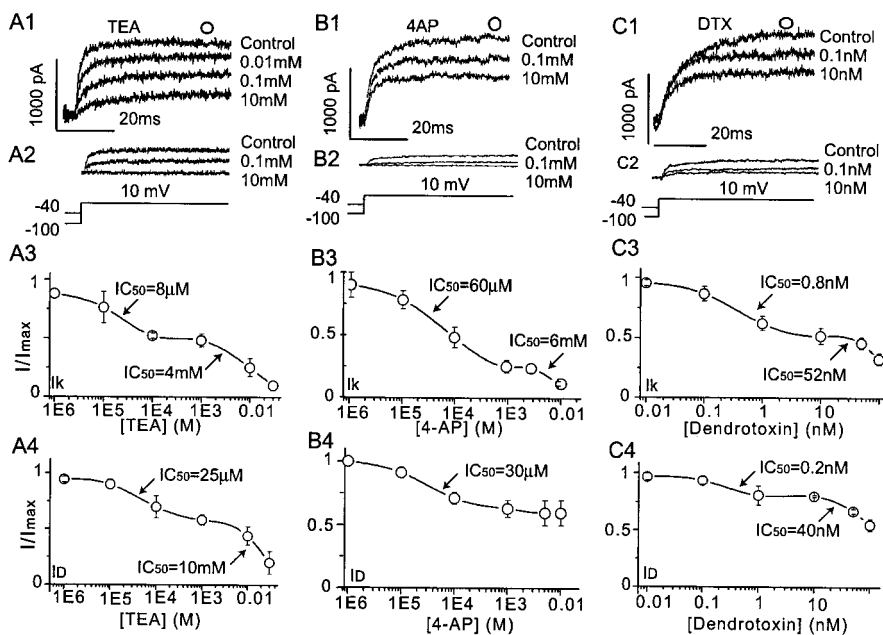 A1 TEA
Control
0.01mM
0.1mM
10mM
1000 pA
20ms
B1 4AP
Control
0.1mM
10mM
1000 pA
20ms
C1 DTX
Control
0.1nM
10nM
1000 pA
20ms
A2
Control
0.1mM
10mM
10 mV
-40
-100
B2
Control
0.1mM
10mM
10 mV
-40
-100
C2
Control
0.1nM
10nM
10 mV
-40
-100
A3
I/Imax
1
0.5
0
IC50=8μM
IC50=4mM
Ik
1E6 1E5 1E4 1E3 0.01
[TEA] (M)
B3
1
0.5
0
IC50=60μM
IC50=6mM
Ik
1E6 1E5 1E4 1E3 0.01
[4-AP] (M)
C3
1
0.5
0
IC50=0.8nM
IC50=52nM
Ik
0.01 0.1 1 10 100
[Dendrotoxin] (nM)
A4
I/Imax
1
0.5
0
IC50=25μM
IC50=10mM
ID
1E6 1E5 1E4 1E3 0.01
[TEA] (M)
B4
1
0.5
0
IC50=30μM
ID
1E6 1E5 1E4 1E3 0.01
[4-AP] (M)
C4
1
0.5
0
IC50=0.2nM
IC50=40nM
ID
0.01 0.1 1 10 100
[Dendrotoxin] (nM)